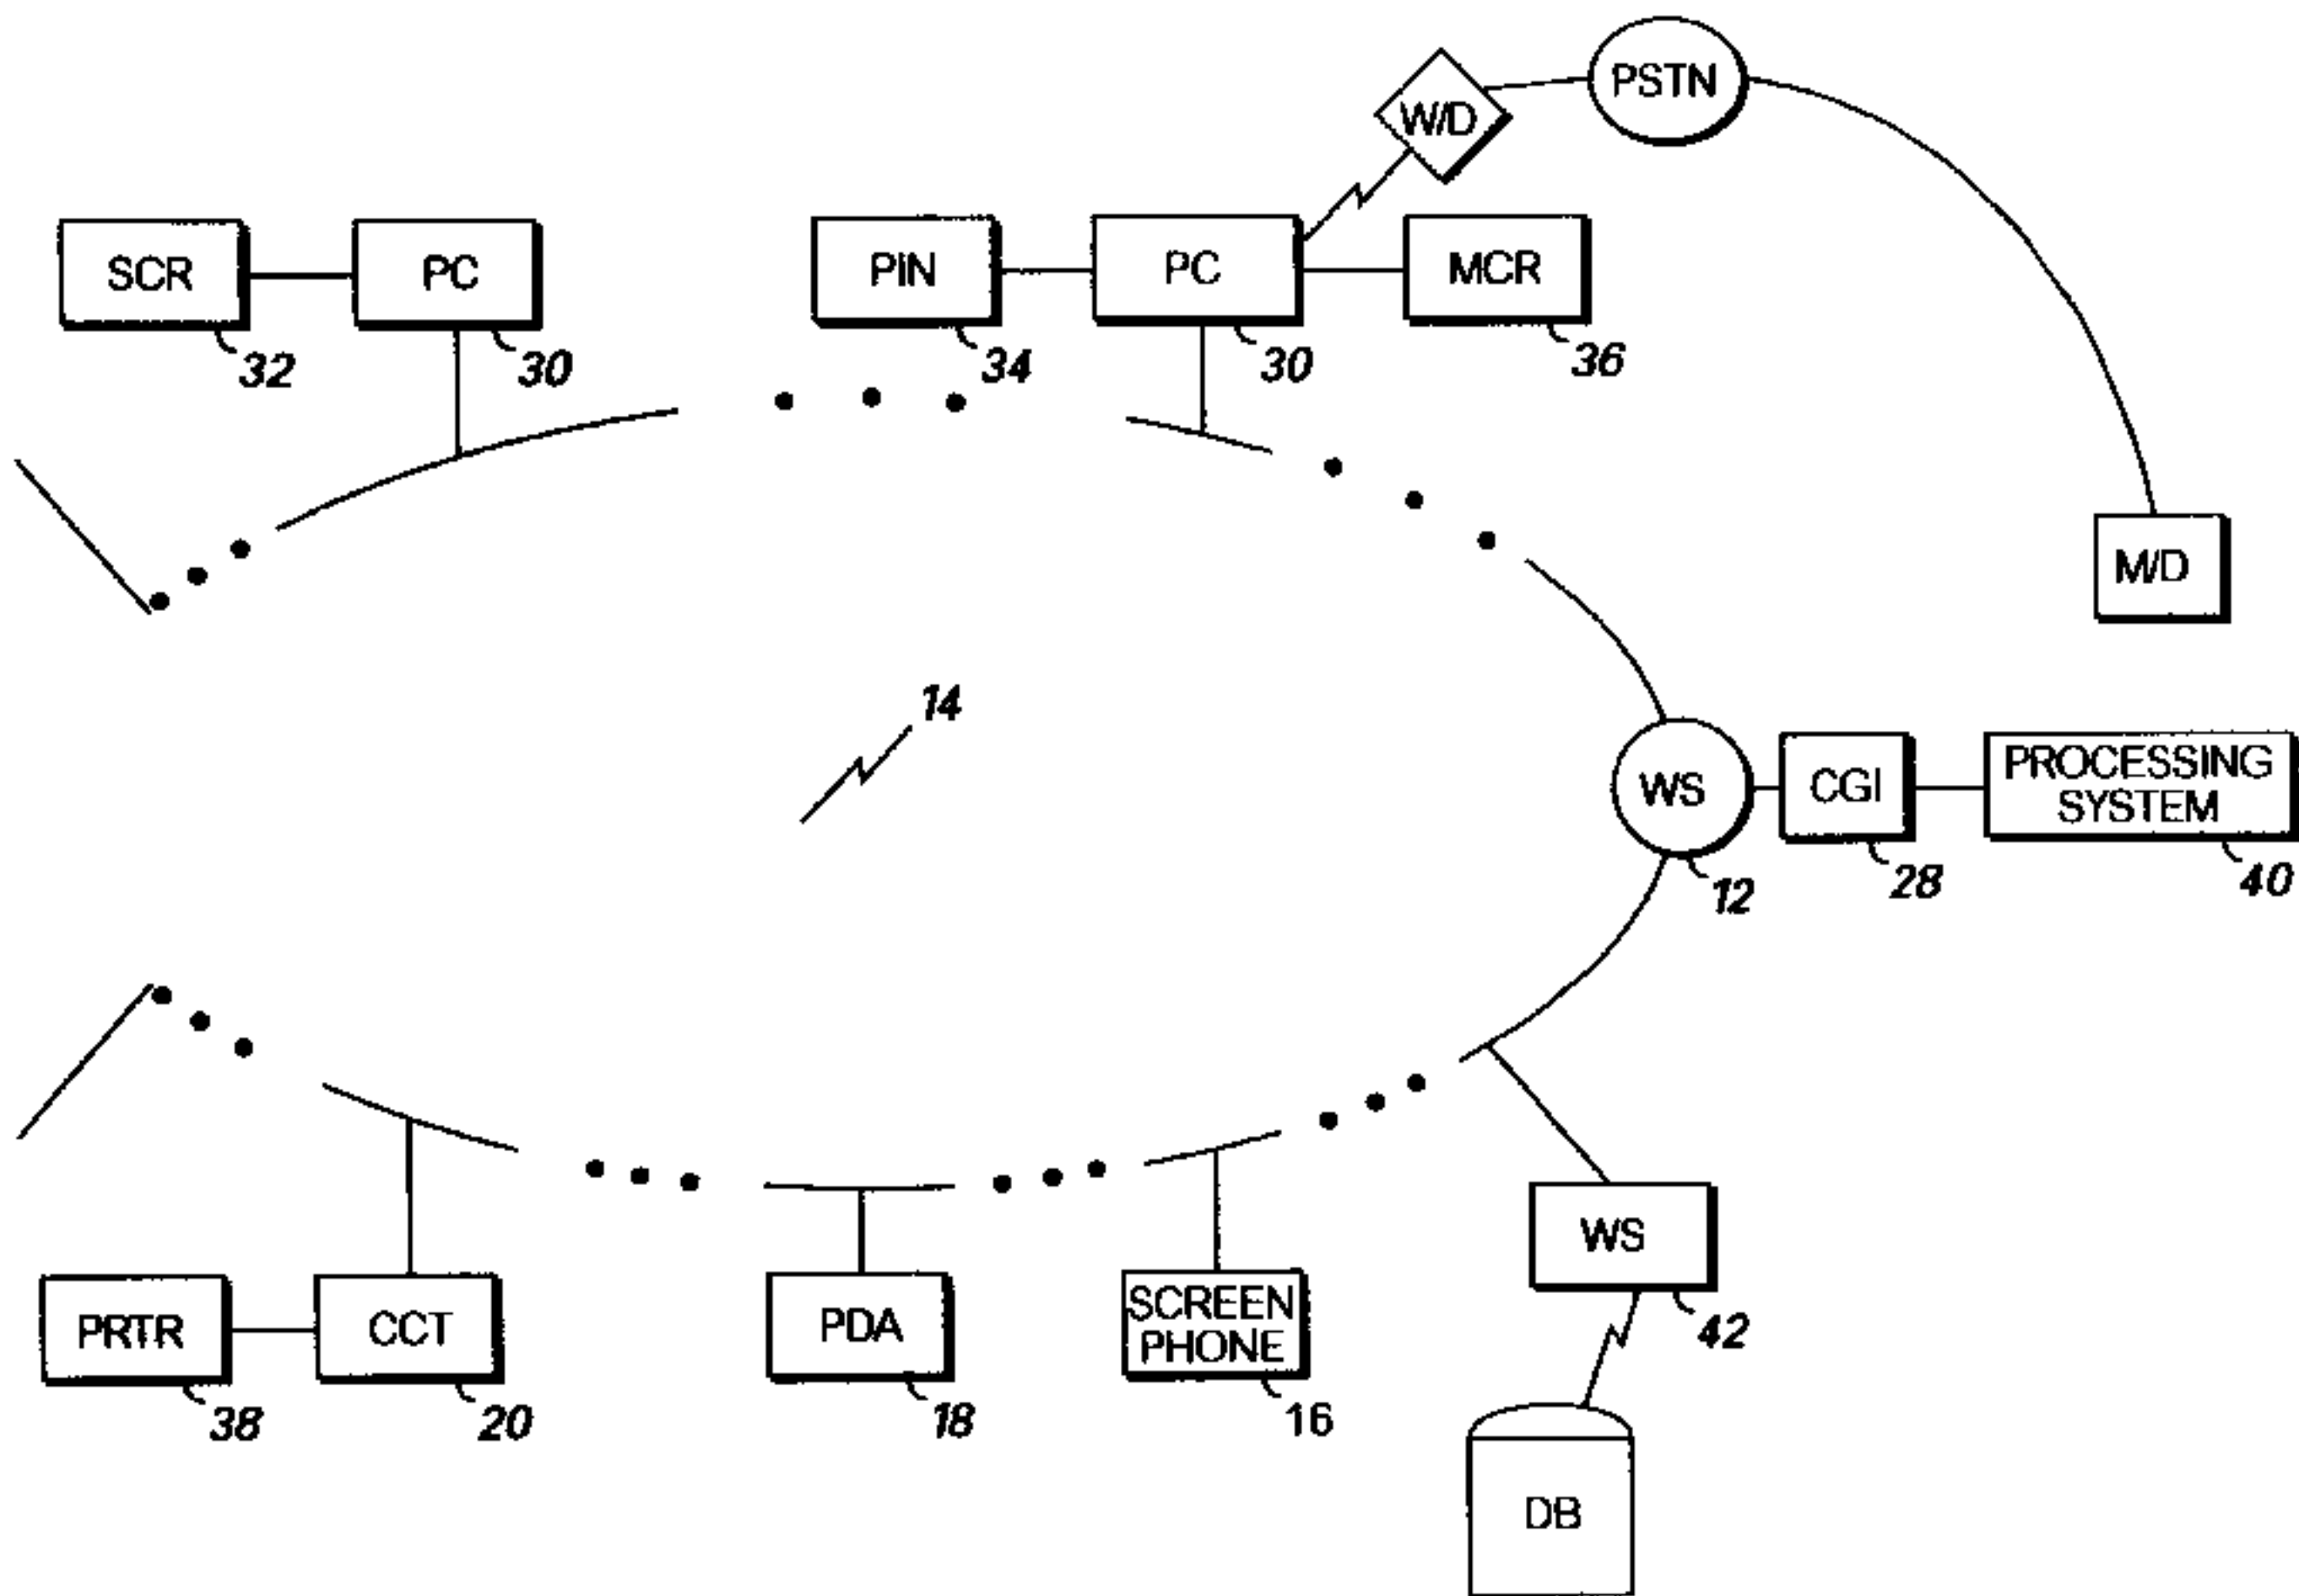 PSTN
W/D
SCR
PC
PIN
PC
MCR
32
30
34
30
36
M/D
14
WS
CGI
PROCESSING
SYSTEM
12
28
40
WS
PRTR
CCT
PDA
SCREEN
PHONE
42
38
20
18
16
DB